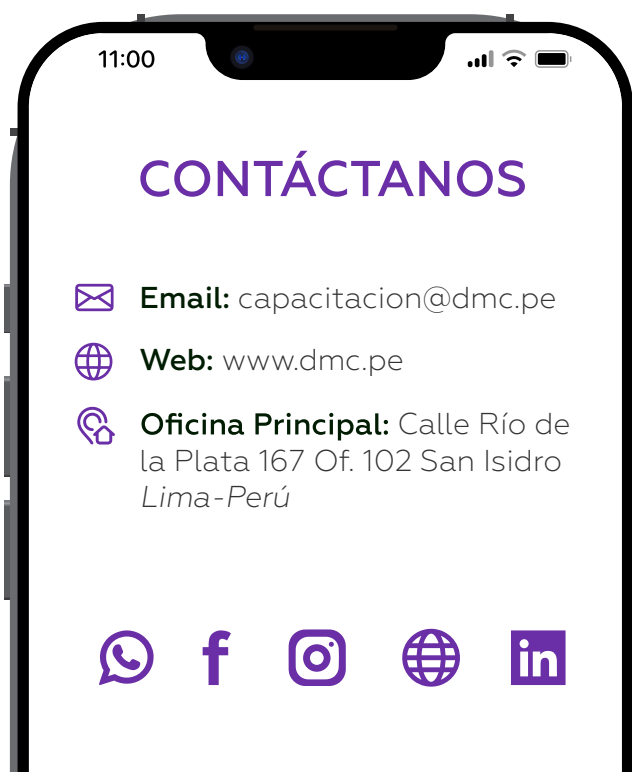 11:00
CONTÁCTANOS
Email: capacitacion@dmc.pe
Web: www.dmc.pe
Oficina Principal: Calle Río de
la Plata 167 Of. 102 San Isidro
Lima-Perú
f
in